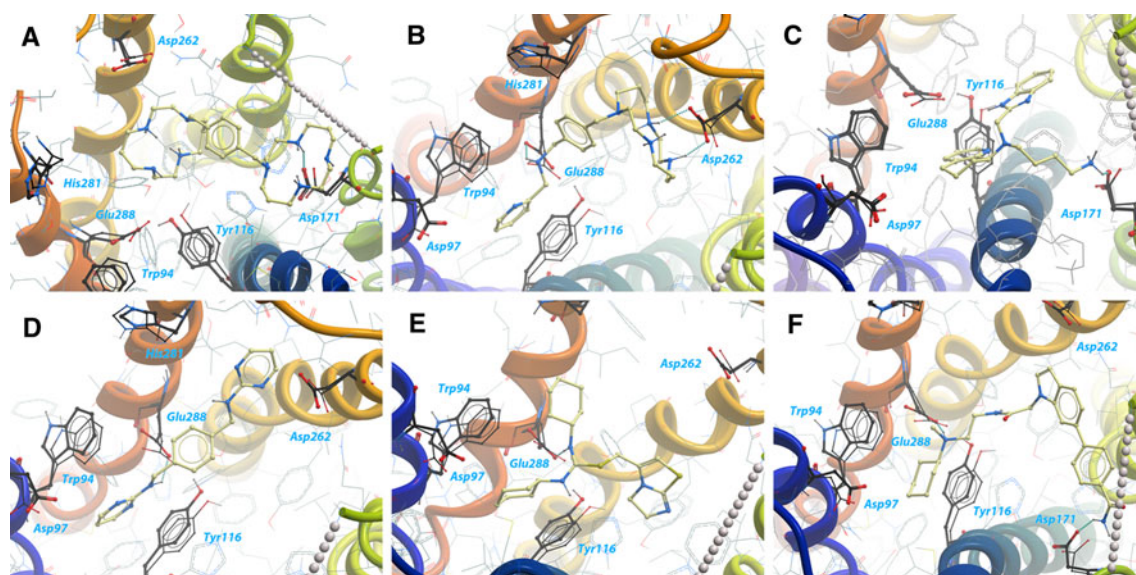 A
Asp262
His281
Glu288
Trp94
Tyr116
Asp171
B
His281
Trp94
Glu288
Asp262
Asp97
Tyr116
C
Tyr116
Glu288
Trp94
Asp97
Asp171
D
His281
Glu288
Trp94
Asp262
Asp97
Tyr116
E
Asp262
Trp94
Asp97
Glu288
Tyr116
F
Asp262
Trp94
Glu288
Asp97
Tyr116
Asp171